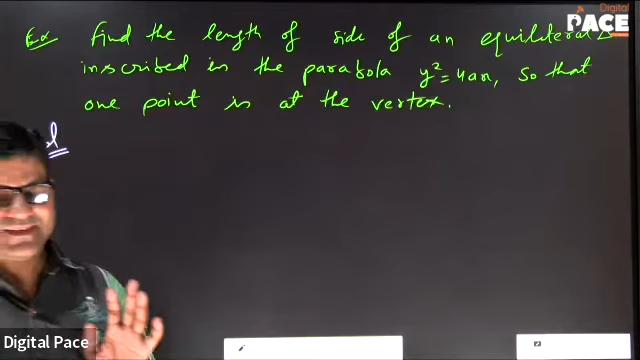 Digital
PACE
Ex Find the length of side of an equilateral Δ
inscribed in the parabola y² = 4ax, so that
one point is at the vertex.
Digital Pace